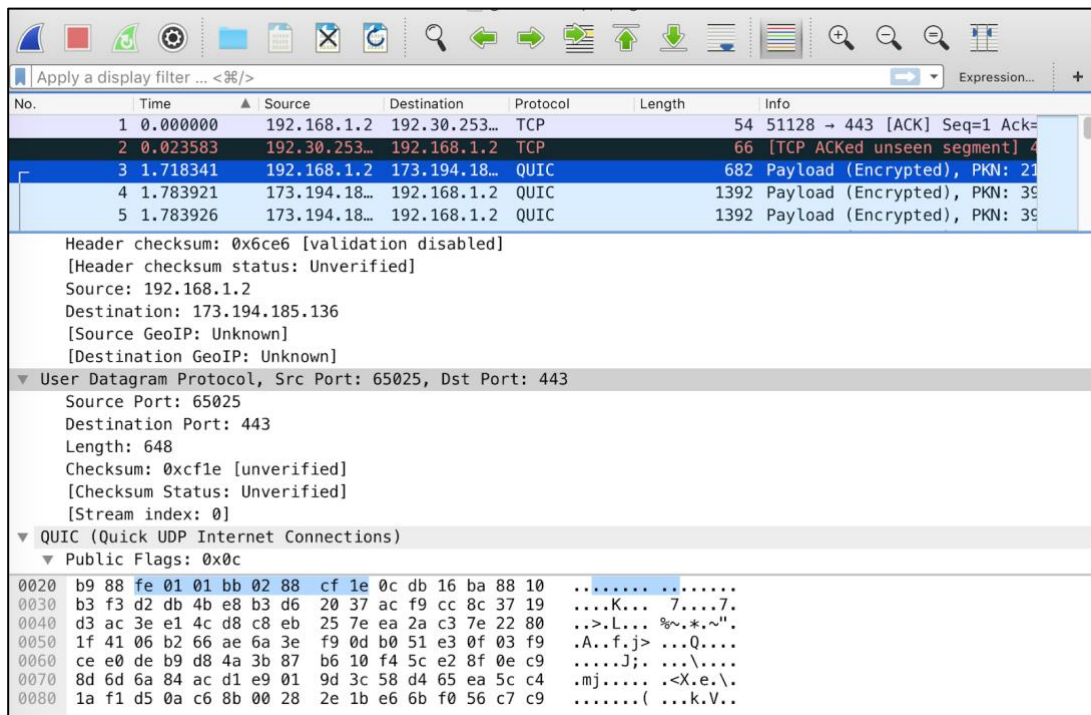 Apply a display filter ... <⌘/>
Expression... +
No. Time Source Destination Protocol Length Info
1 0.000000 192.168.1.2 192.30.253… TCP 54 51128 → 443 [ACK] Seq=1 Ack=
2 0.023583 192.30.253… 192.168.1.2 TCP 66 [TCP ACKed unseen segment] 4
3 1.718341 192.168.1.2 173.194.18… QUIC 682 Payload (Encrypted), PKN: 21
4 1.783921 173.194.18… 192.168.1.2 QUIC 1392 Payload (Encrypted), PKN: 39
5 1.783926 173.194.18… 192.168.1.2 QUIC 1392 Payload (Encrypted), PKN: 39
Header checksum: 0x6ce6 [validation disabled]
[Header checksum status: Unverified]
Source: 192.168.1.2
Destination: 173.194.185.136
[Source GeoIP: Unknown]
[Destination GeoIP: Unknown]
User Datagram Protocol, Src Port: 65025, Dst Port: 443
Source Port: 65025
Destination Port: 443
Length: 648
Checksum: 0xcf1e [unverified]
[Checksum Status: Unverified]
[Stream index: 0]
QUIC (Quick UDP Internet Connections)
Public Flags: 0x0c
0020 b9 88 fe 01 01 bb 02 88 cf 1e 0c db 16 ba 88 10 ........ ........
0030 b3 f3 d2 db 4b e8 b3 d6 20 37 ac f9 cc 8c 37 19 ....K... 7....7.
0040 d3 ac 3e e1 4c d8 c8 eb 25 7e ea 2a c3 7e 22 80 ..>.L... %~.*.~".
0050 1f 41 06 b2 66 ae 6a 3e f9 0d b0 51 e3 0f 03 f9 .A..f.j> ...Q....
0060 ce e0 de b9 d8 4a 3b 87 b6 10 f4 5c e2 8f 0e c9 .....J;. ...\....
0070 8d 6d 6a 84 ac d1 e9 01 9d 3c 58 d4 65 ea 5c c4 .mj..... .<X.e.\.
0080 1a f1 d5 0a c6 8b 00 28 2e 1b e6 6b f0 56 c7 c9 .......( ...k.V..